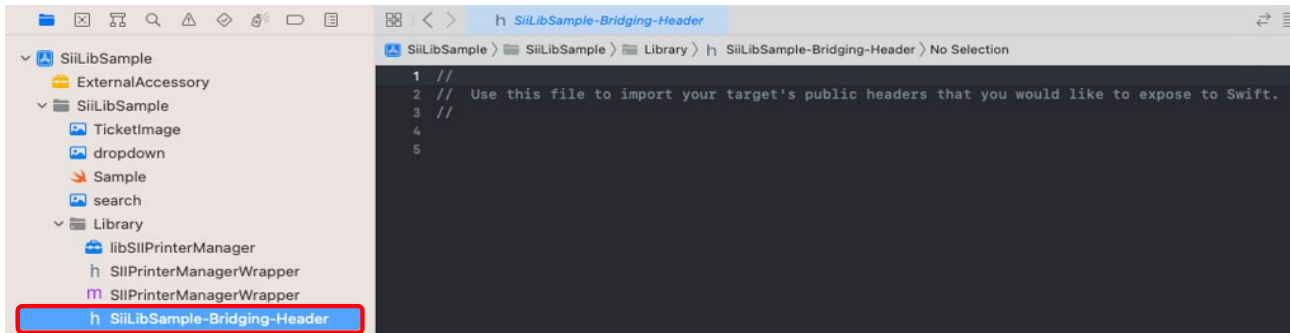 SiiLibSample
ExternalAccessory
SiiLibSample
TicketImage
dropdown
Sample
search
Library
libSIIPrinterManager
h SIIPrinterManagerWrapper
m SIIPrinterManagerWrapper
h SiiLibSample-Bridging-Header
h SiiLibSample-Bridging-Header
SiiLibSample 〉 SiiLibSample 〉 Library 〉 h SiiLibSample-Bridging-Header 〉 No Selection
1 //
2 // Use this file to import your target's public headers that you would like to expose to Swift.
3 //
4
5